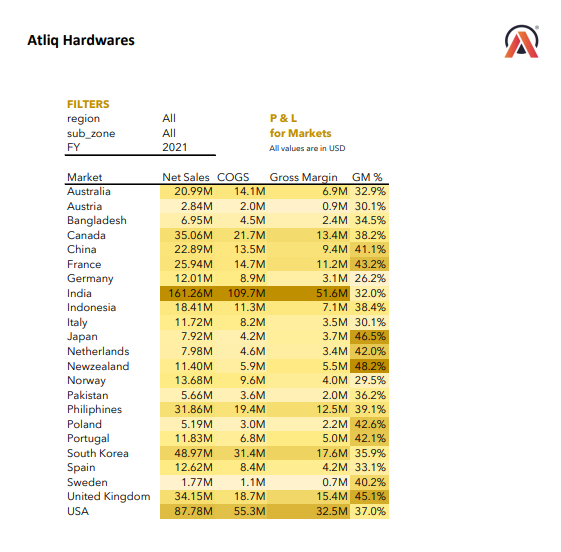 Atliq Hardwares
FILTERS
region All P & L
sub_zone All for Markets
FY 2021 All values are in USD
Market Net Sales COGS Gross Margin GM %
Australia 20.99M 14.1M 6.9M 32.9%
Austria 2.84M 2.0M 0.9M 30.1%
Bangladesh 6.95M 4.5M 2.4M 34.5%
Canada 35.06M 21.7M 13.4M 38.2%
China 22.89M 13.5M 9.4M 41.1%
France 25.94M 14.7M 11.2M 43.2%
Germany 12.01M 8.9M 3.1M 26.2%
India 161.26M 109.7M 51.6M 32.0%
Indonesia 18.41M 11.3M 7.1M 38.4%
Italy 11.72M 8.2M 3.5M 30.1%
Japan 7.92M 4.2M 3.7M 46.5%
Netherlands 7.98M 4.6M 3.4M 42.0%
Newzealand 11.40M 5.9M 5.5M 48.2%
Norway 13.68M 9.6M 4.0M 29.5%
Pakistan 5.66M 3.6M 2.0M 36.2%
Philiphines 31.86M 19.4M 12.5M 39.1%
Poland 5.19M 3.0M 2.2M 42.6%
Portugal 11.83M 6.8M 5.0M 42.1%
South Korea 48.97M 31.4M 17.6M 35.9%
Spain 12.62M 8.4M 4.2M 33.1%
Sweden 1.77M 1.1M 0.7M 40.2%
United Kingdom 34.15M 18.7M 15.4M 45.1%
USA 87.78M 55.3M 32.5M 37.0%